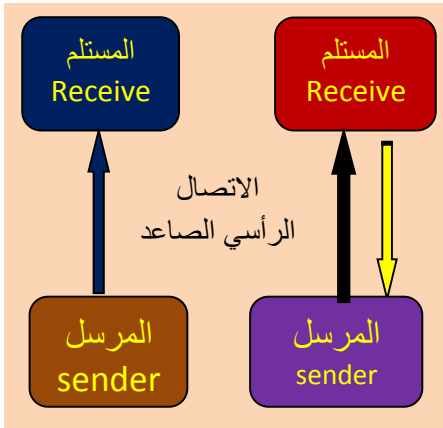 المستلم
Receive
المستلم
Receive
الاتصال
الرأسي الصاعد
المرسل
sender
المرسل
sender